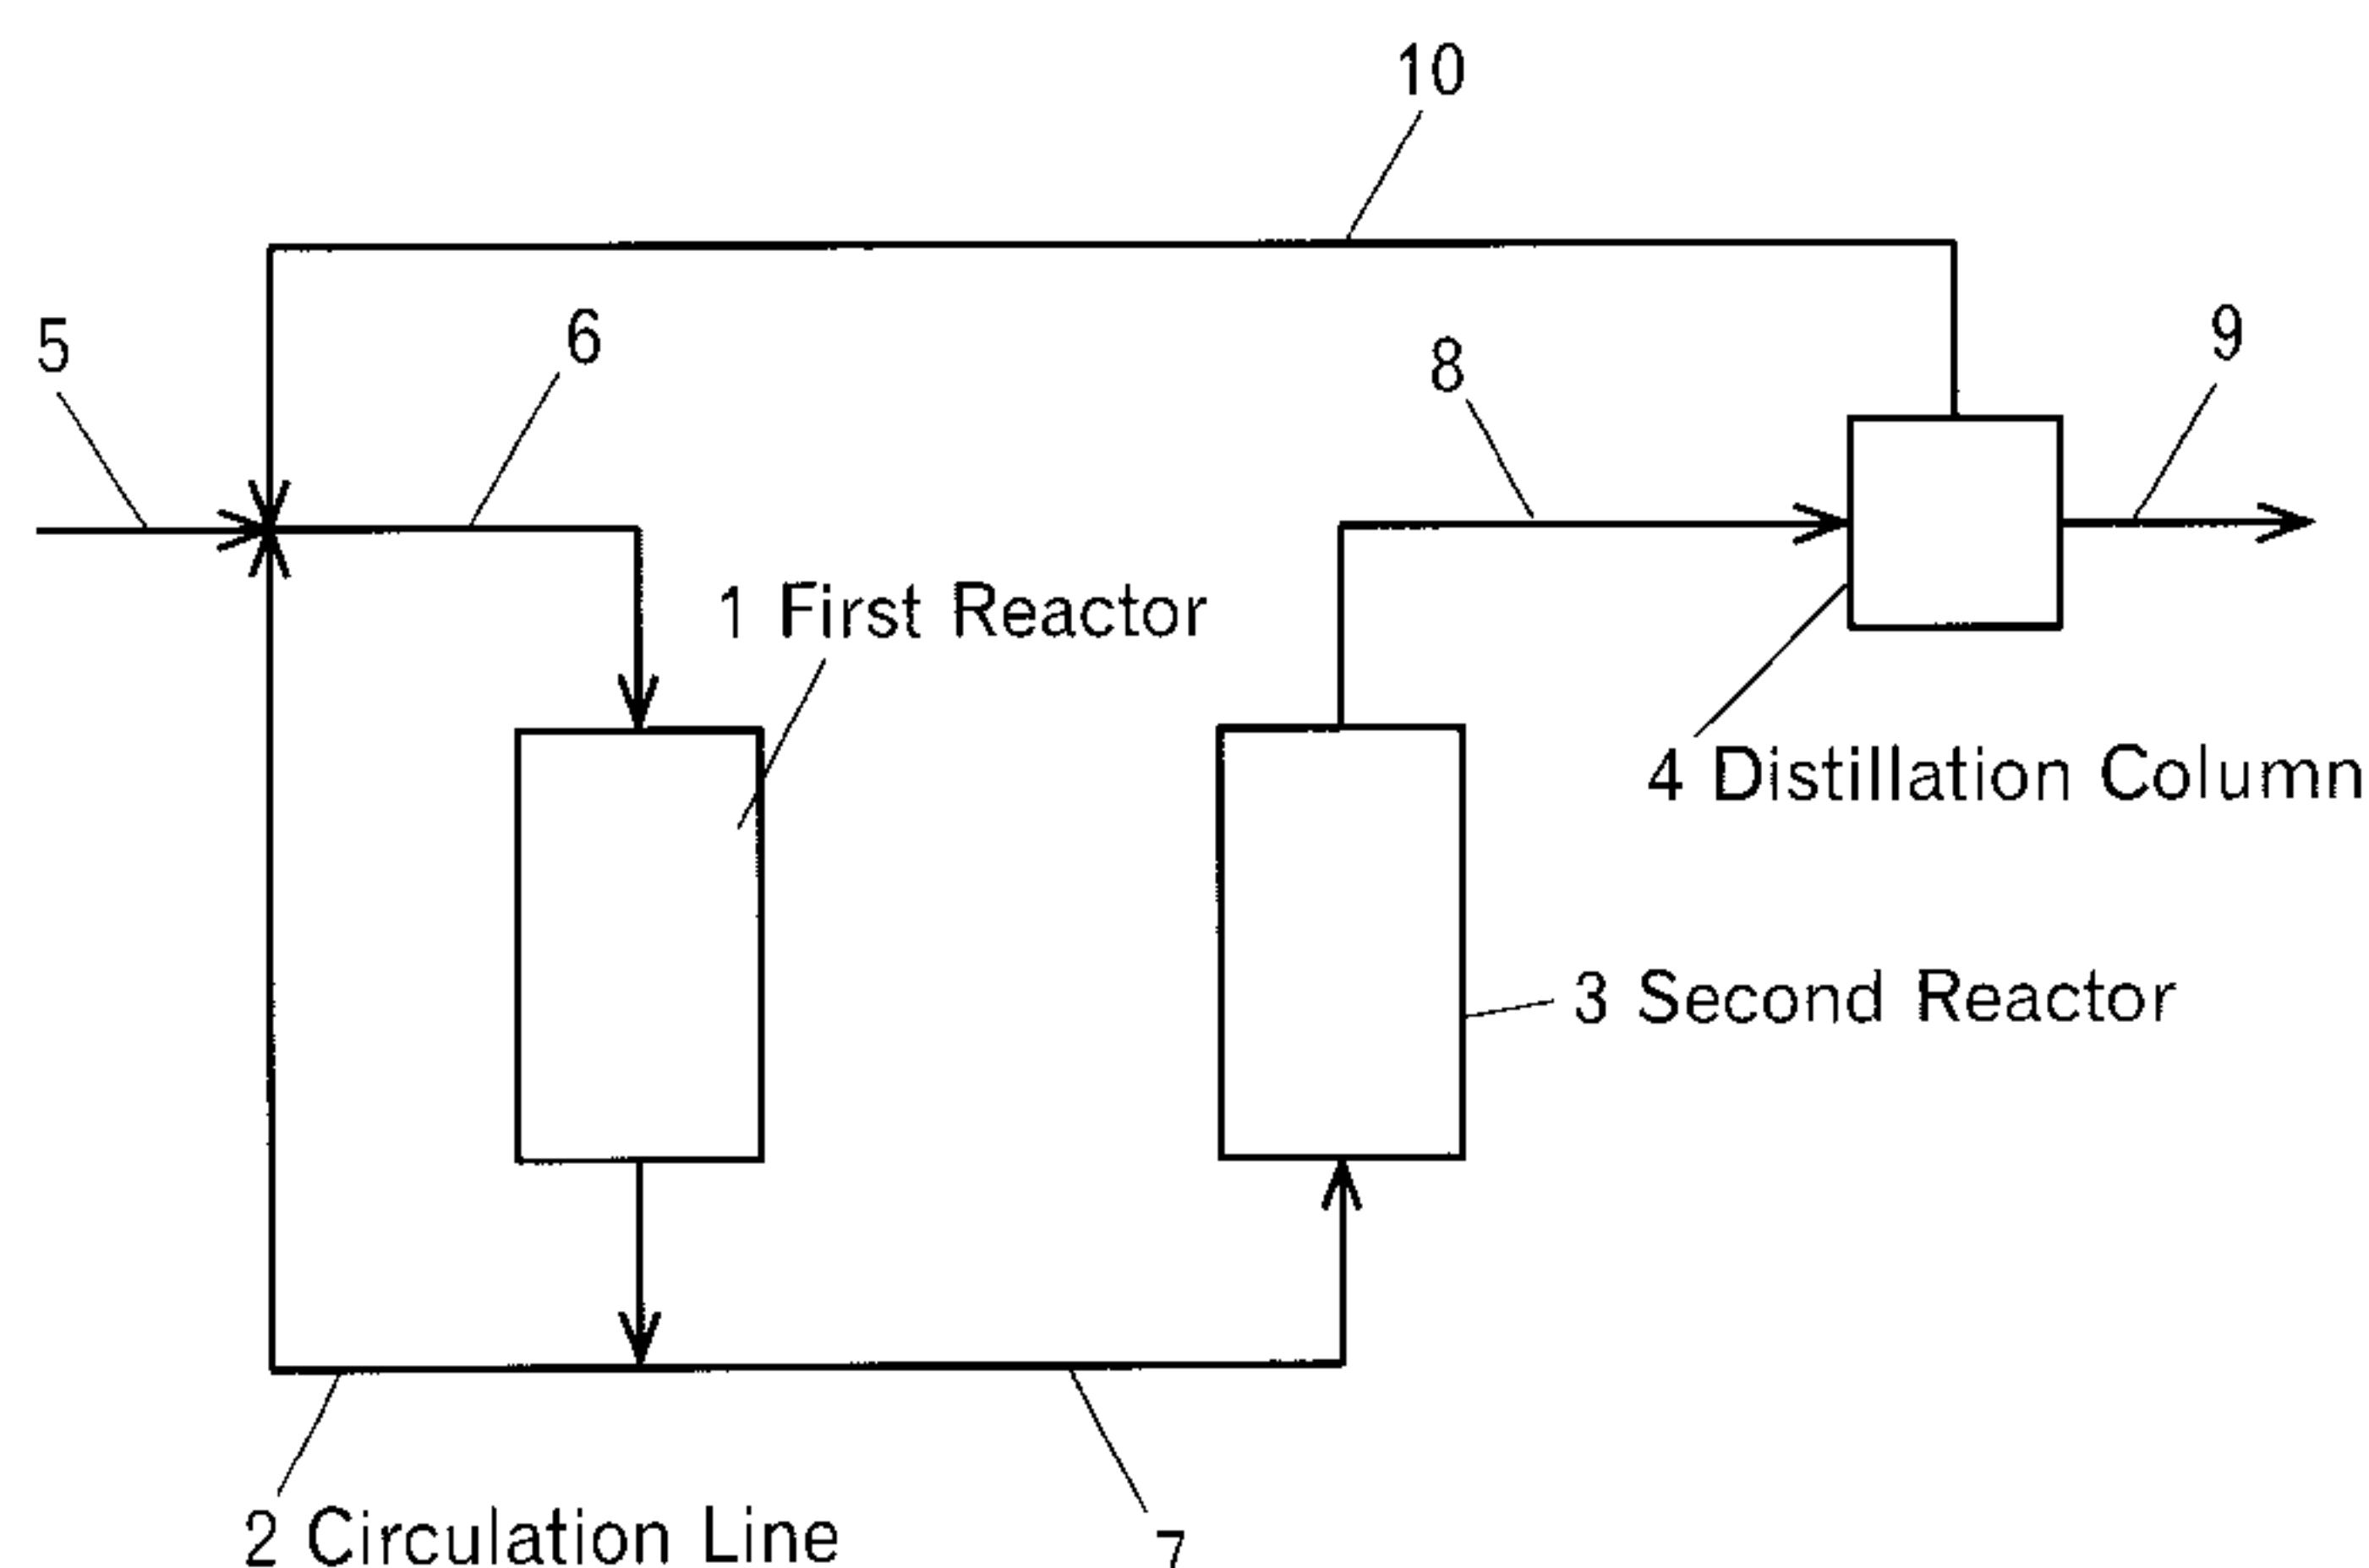 10
5
6
8
9
1 First Reactor
4 Distillation Column
3 Second Reactor
2 Circulation Line
7